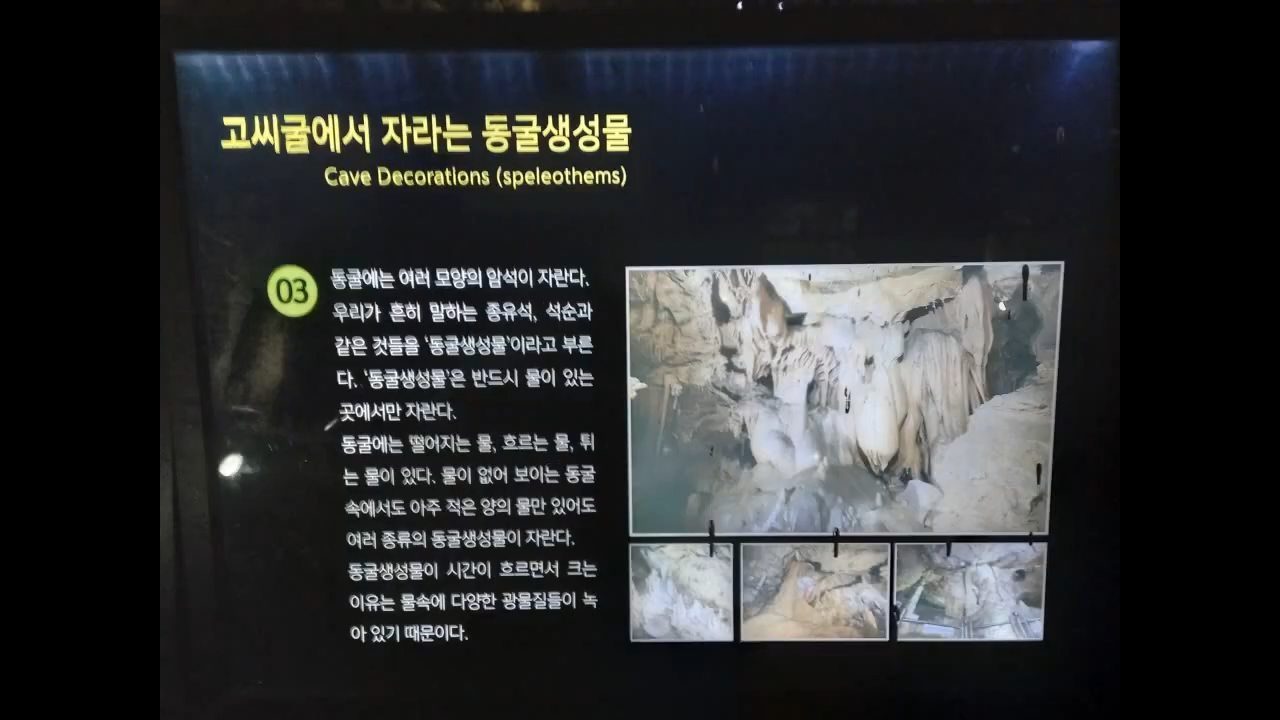 고씨굴에서 자라는 동굴생성물
Cave Decorations (speleothems)
03
동굴에는 여러 모양의 암석이 자란다.
우리가 흔히 말하는 종유석, 석순과
같은 것들을 '동굴생성물'이라고 부른
다. '동굴생성물'은 반드시 물이 있는
곳에서만 자란다.
동굴에는 떨어지는 물, 흐르는 물, 튀
는 물이 있다. 물이 없어 보이는 동굴
속에서도 아주 적은 양의 물만 있어도
여러 종류의 동굴생성물이 자란다.
동굴생성물이 시간이 흐르면서 크는
이유는 물속에 다양한 광물질들이 녹
아 있기 때문이다.